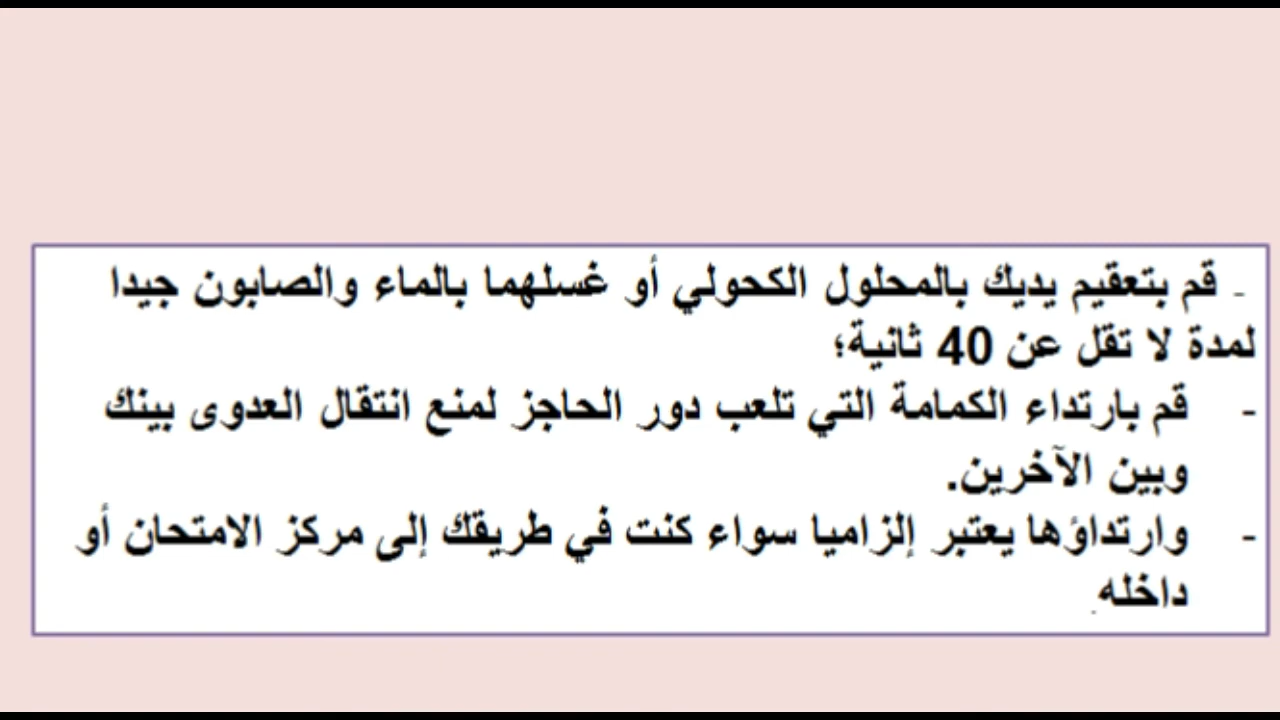 - قم بتعقيم يديك بالمحلول الكحولي أو غسلهما بالماء والصابون جيدا
لمدة لا تقل عن 40 ثانية؛
- قم بارتداء الكمامة التي تلعب دور الحاجز لمنع انتقال العدوى بينك
وبين الآخرين.
- وارتداؤها يعتبر إلزاميا سواء كنت في طريقك إلى مركز الامتحان أو
داخله.